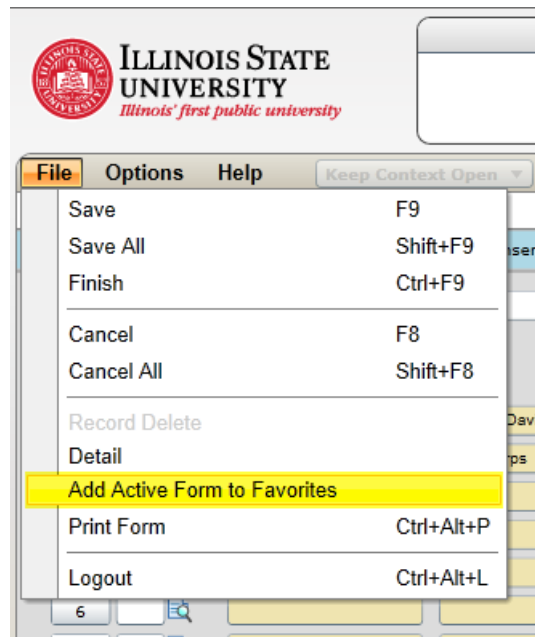 ILLINOIS STATE
UNIVERSITY
Illinois' first public university
File Options Help Keep Context Open
Save F9
Save All Shift+F9
Finish Ctrl+F9
Cancel F8
Cancel All Shift+F8
Record Delete
Detail
Add Active Form to Favorites
Print Form Ctrl+Alt+P
Logout Ctrl+Alt+L
6